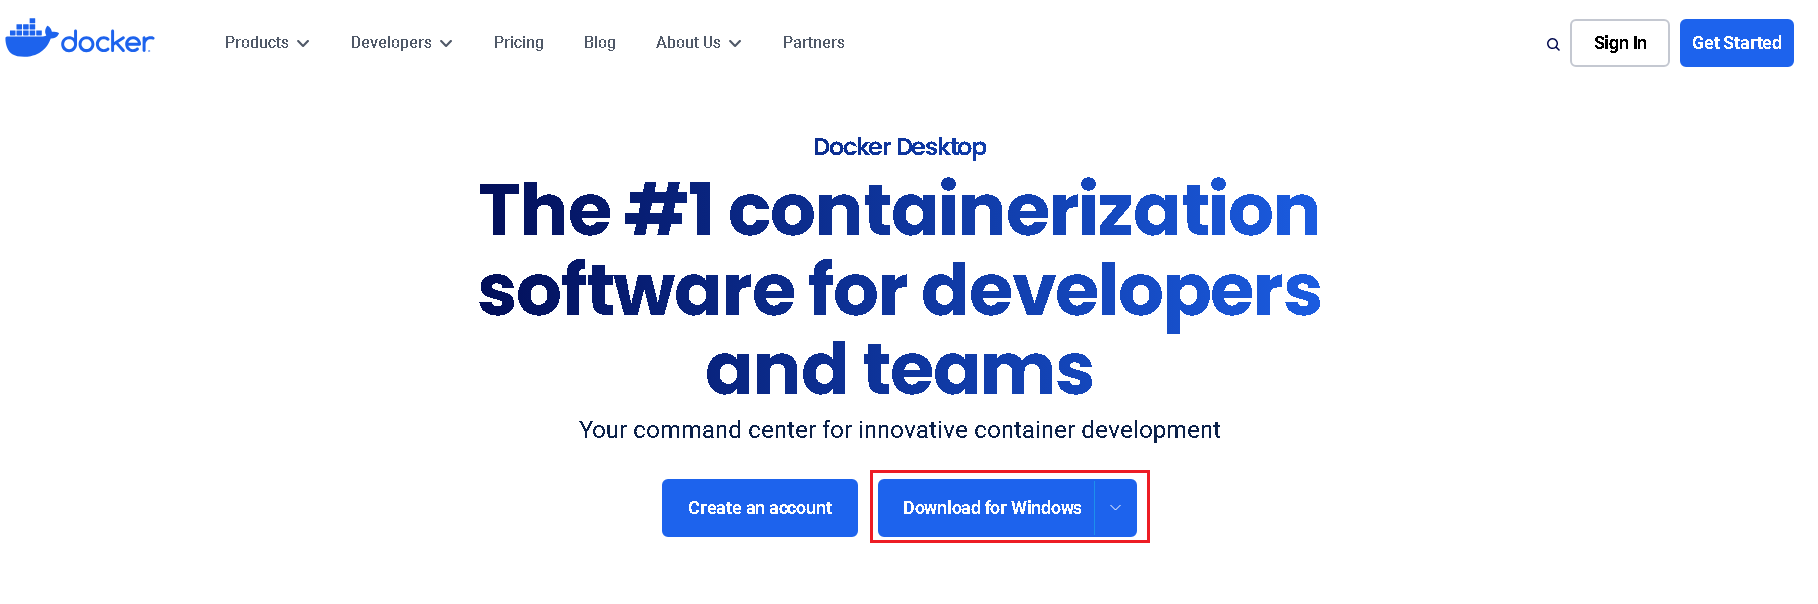 docker
Products Developers Pricing Blog About Us Partners Sign In Get Started
Docker Desktop
The #1 containerization
software for developers
and teams
Your command center for innovative container development
Create an account Download for Windows